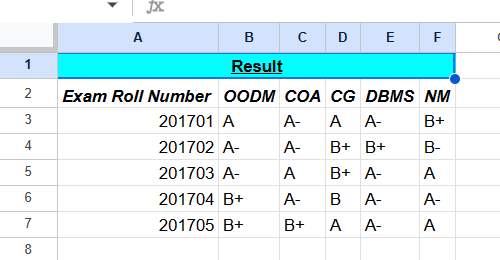 fx
A B C D E F
1 Result
2 Exam Roll Number OODM COA CG DBMS NM
3 201701 A A- A A- B+
4 201702 A- A- B+ B+ B-
5 201703 A- A B+ A- A
6 201704 B+ A- B A- A-
7 201705 B+ B+ A A- A
8